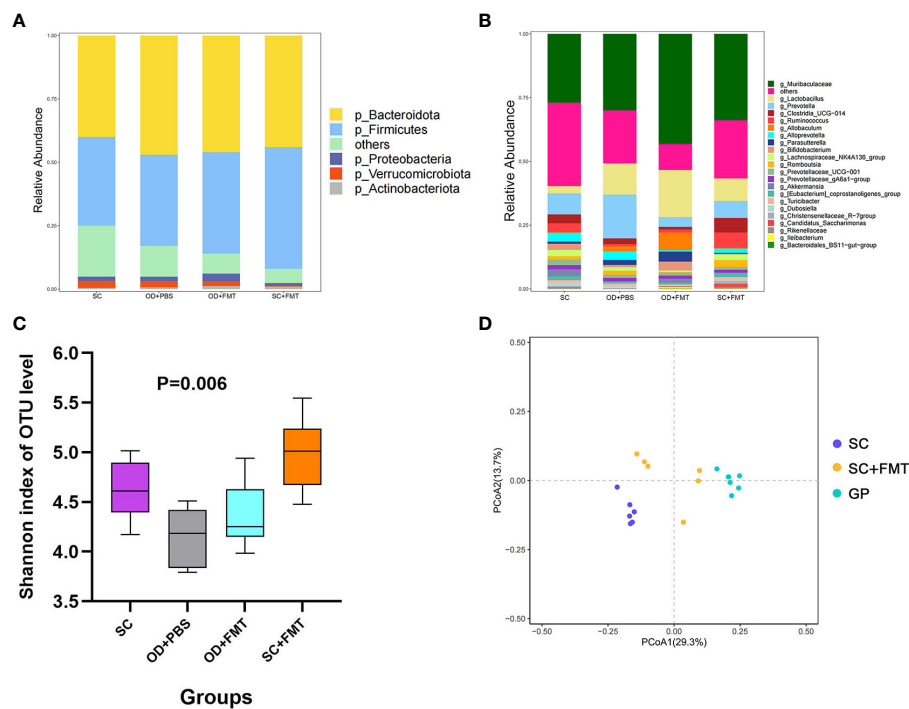 A
1.00
0.75
0.50
0.25
0.00
Relative Abundance
SC
OD+PBS
OD+FMT
SC+FMT
p_Bacteroidota
p_Firmicutes
others
p_Proteobacteria
p_Verrucomicrobiota
p_Actinobacteriota
B
1.00
0.75
0.50
0.25
0.00
Relative Abundance
SC
OD+PBS
OD+FMT
SC+FMT
g_Muribaculaceae
others
g_Lactobacillus
g_Prevotella
g_Clostridia_UCG-014
g_Ruminococcus
g_Allobaculum
g_Alloprevotella
g_Parasutterella
g_Bifidobacterium
g_Lachnospiraceae_NK4A136_group
g_Romboutsia
g_Prevotellaceae_UCG-001
g_Prevotellaceae_gA6a1-group
g_Akkermansia
g_[Eubacterium]_coprostanoligenes_group
g_Turicibacter
g_Dubosiella
g_Christensenellaceae_R-7group
g_Candidatus_Saccharimonas
g_Rikenellaceae
g_Ileibacterium
g_Bacteroidales_BS11-gut-group
C
6.0
5.5
5.0
4.5
4.0
3.5
Shannon index of OTU level
P=0.006
SC
OD+PBS
OD+FMT
SC+FMT
Groups
D
0.50
0.25
0.00
−0.25
−0.50
PCoA2(13.7%)
−0.50
−0.25
0.00
0.25
0.50
PCoA1(29.3%)
SC
SC+FMT
GP